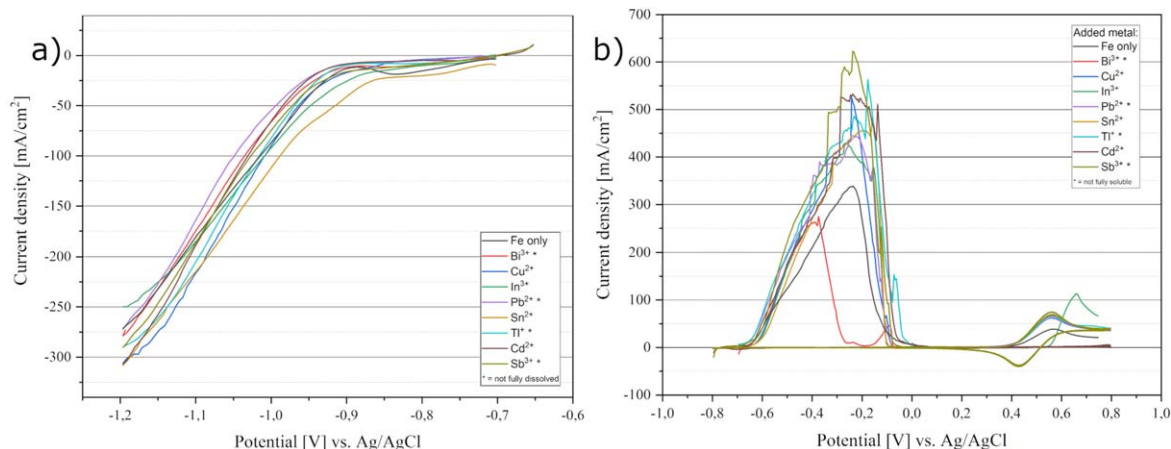 a)
Current density [mA/cm²]
0
-50
-100
-150
-200
-250
-300
-1,2 -1,1 -1,0 -0,9 -0,8 -0,7 -0,6
Potential [V] vs. Ag/AgCl
Fe only
Bi³⁺ *
Cu²⁺
In³⁺
Pb²⁺ *
Sn²⁺
Tl⁺ *
Cd²⁺
Sb³⁺ *
* = not fully dissolved
b)
Current density [mA/cm²]
700
600
500
400
300
200
100
0
-100
-1,0 -0,8 -0,6 -0,4 -0,2 0,0 0,2 0,4 0,6 0,8 1,0
Potential [V] vs. Ag/AgCl
Added metal:
Fe only
Bi³⁺ *
Cu²⁺
In³⁺
Pb²⁺ *
Sn²⁺
Tl⁺ *
Cd²⁺
Sb³⁺ *
* = not fully soluble